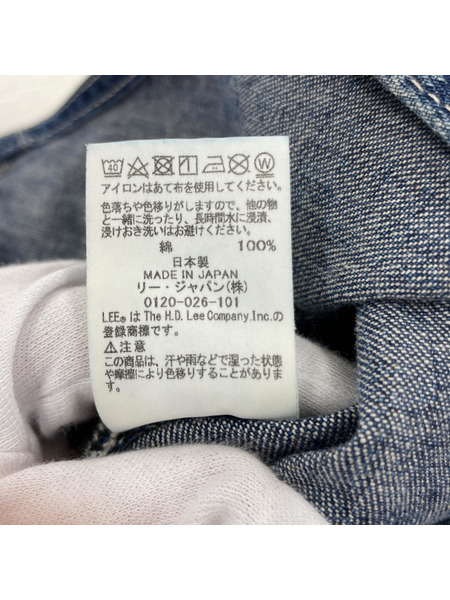 40
アイロンはあて布を使用してください。
色落ちや色移りがしますので、他の物
と一緒に洗ったり、長時間水に浸漬、
浸けおき洗いはお避けください。
綿 100%
日本製
MADE IN JAPAN
リー・ジャパン(株)
0120-026-101
LEE®は The H.D. Lee Company,Inc.の
登録商標です。
⚠注意
この商品は、汗や雨などで湿った状態
や摩擦により色移りすることがありま
す。